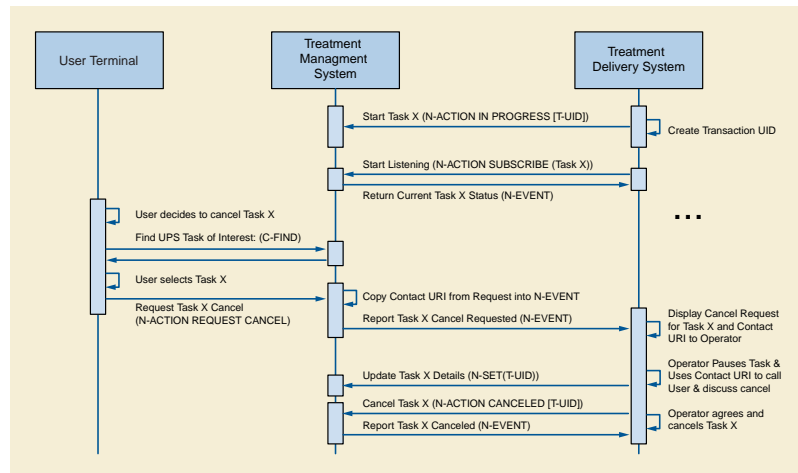 User Terminal
Treatment
Managment
System
Treatment
Delivery System
Start Task X (N-ACTION IN PROGRESS [T-UID])
Create Transaction UID
Start Listening (N-ACTION SUBSCRIBE (Task X))
Return Current Task X Status (N-EVENT)
User decides to cancel Task X
...
Find UPS Task of Interest: (C-FIND)
User selects Task X
Copy Contact URI from Request into N-EVENT
Request Task X Cancel
(N-ACTION REQUEST CANCEL)
Report Task X Cancel Requested (N-EVENT)
Display Cancel Request
for Task X and Contact
URI to Operator
Operator Pauses Task &
Uses Contact URI to call
User & discuss cancel
Update Task X Details (N-SET(T-UID))
Cancel Task X (N-ACTION CANCELED [T-UID])
Operator agrees and
cancels Task X
Report Task X Canceled (N-EVENT)